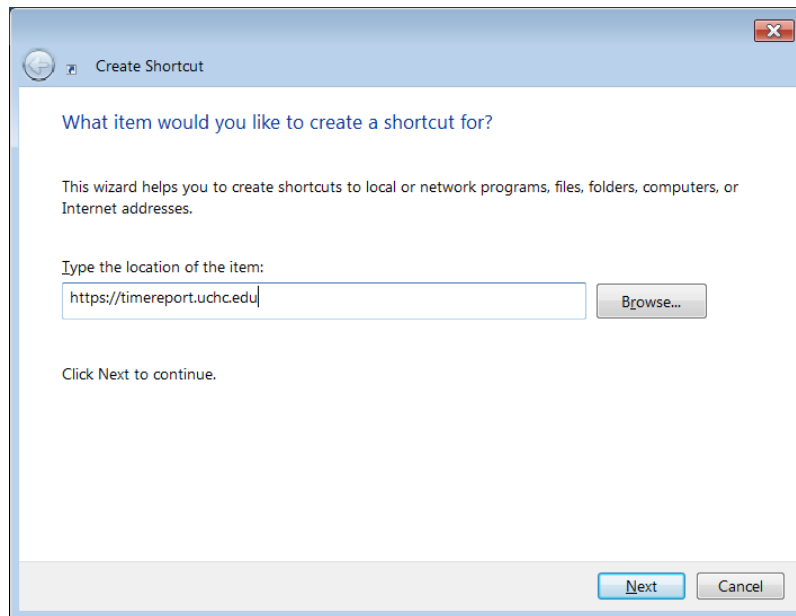 Create Shortcut
What item would you like to create a shortcut for?
This wizard helps you to create shortcuts to local or network programs, files, folders, computers, or
Internet addresses.
Type the location of the item:
https://timereport.uchc.edu
Browse...
Click Next to continue.
Next
Cancel